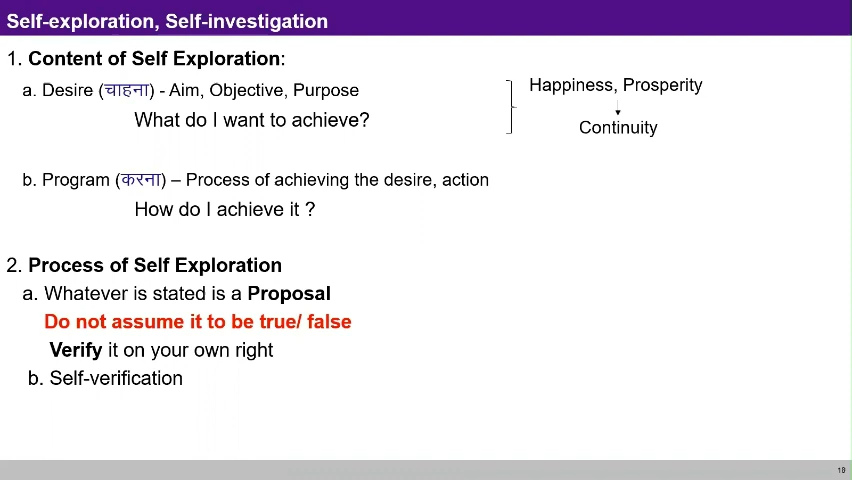 Self-exploration, Self-investigation
1. Content of Self Exploration:
a. Desire (चाहना) - Aim, Objective, Purpose
What do I want to achieve?
Happiness, Prosperity
Continuity
b. Program (करना) – Process of achieving the desire, action
How do I achieve it ?
2. Process of Self Exploration
a. Whatever is stated is a Proposal
Do not assume it to be true/ false
Verify it on your own right
b. Self-verification
10